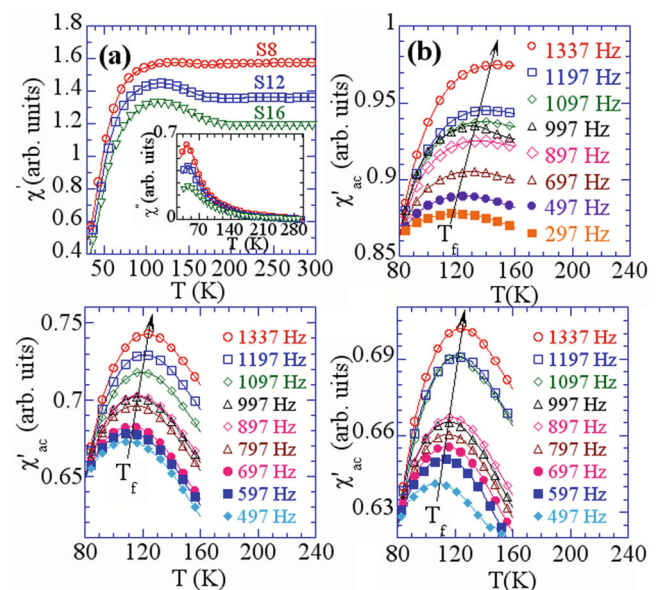 (a)
S8
S12
S16
χ' (arb. units)
1.8
1.6
1.4
1.2
1
0.8
0.6
0.4
50 100 150 200 250 300
T (K)
χ'' (arb. uits)
0.7
0
70 140 210 280
T (K)
(b)
1337 Hz
1197 Hz
1097 Hz
997 Hz
897 Hz
697 Hz
497 Hz
297 Hz
T_f
χ'ac (arb. uits)
1
0.95
0.9
0.85
80 120 160 200 240
T(K)
1337 Hz
1197 Hz
1097 Hz
997 Hz
897 Hz
797 Hz
697 Hz
597 Hz
497 Hz
T_f
χ'ac (arb. uits)
0.75
0.7
0.65
80 120 160 200 240
T (K)
1337 Hz
1197 Hz
1097 Hz
997 Hz
897 Hz
797 Hz
697 Hz
597 Hz
497 Hz
T_f
χ'ac (arb. uits)
0.69
0.66
0.63
80 120 160 200 240
T(K)